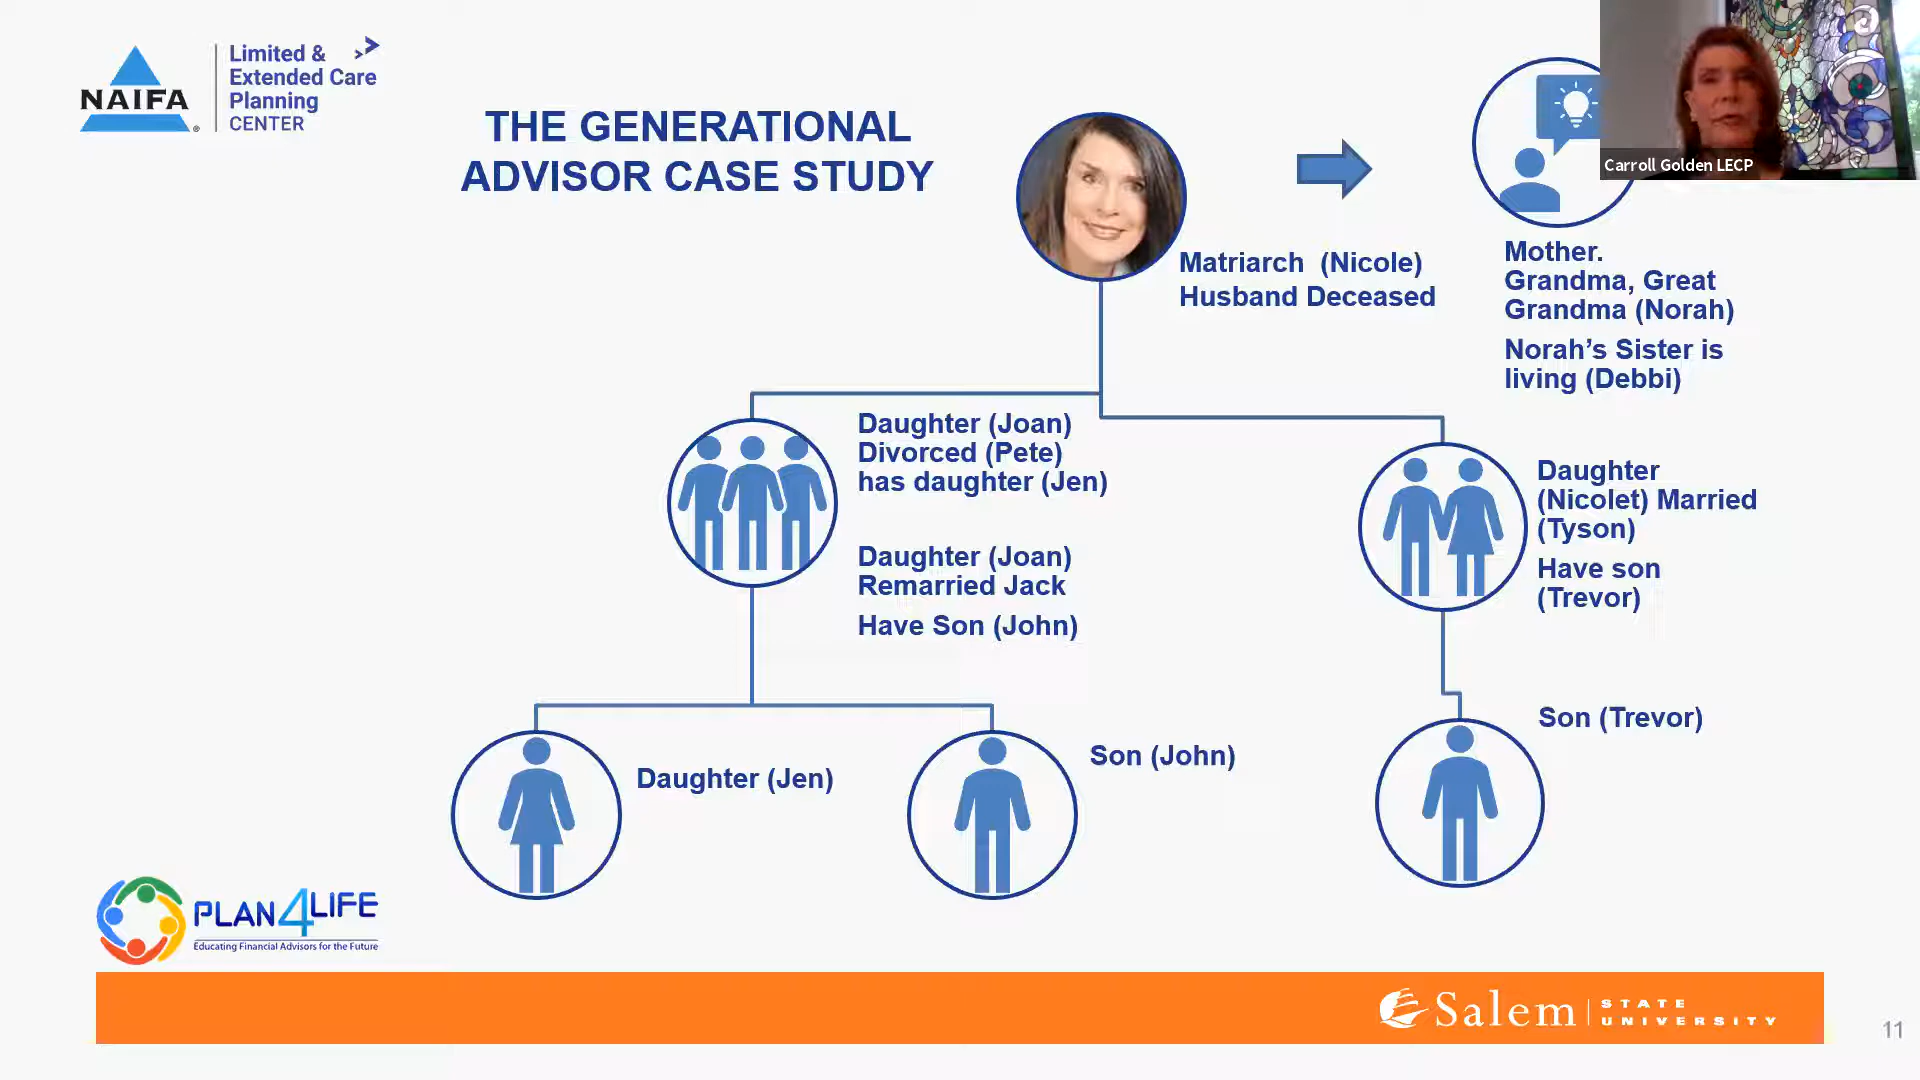 NAIFA
Limited &
Extended Care
Planning
CENTER
THE GENERATIONAL
ADVISOR CASE STUDY
Carroll Golden LECP
Matriarch (Nicole)
Husband Deceased
Mother.
Grandma, Great
Grandma (Norah)
Norah’s Sister is
living (Debbi)
Daughter (Joan)
Divorced (Pete)
has daughter (Jen)
Daughter (Joan)
Remarried Jack
Have Son (John)
Daughter
(Nicolet) Married
(Tyson)
Have son
(Trevor)
Daughter (Jen)
Son (John)
Son (Trevor)
PLAN4LIFE
Educating Financial Advisors for the Future
Salem STATE
UNIVERSITY
11